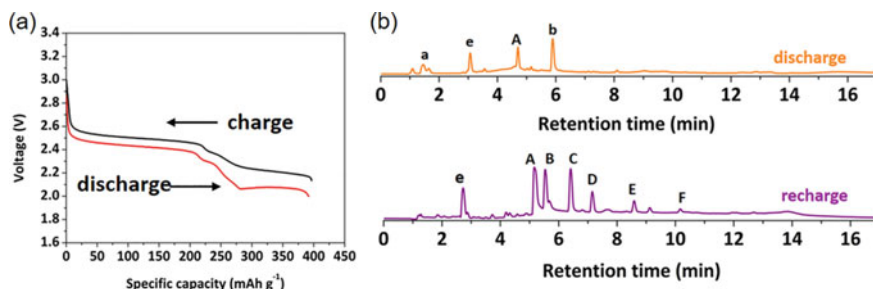 (a)
3.4
3.2
3.0
2.8
2.6
2.4
2.2
2.0
1.8
1.6
Voltage (V)
charge
discharge
0 50 100 150 200 250 300 350 400 450
Specific capacity (mAh g⁻¹)
(b)
a e A b
discharge
0 2 4 6 8 10 12 14 16
Retention time (min)
recharge
e A B C D E F
0 2 4 6 8 10 12 14 16
Retention time (min)